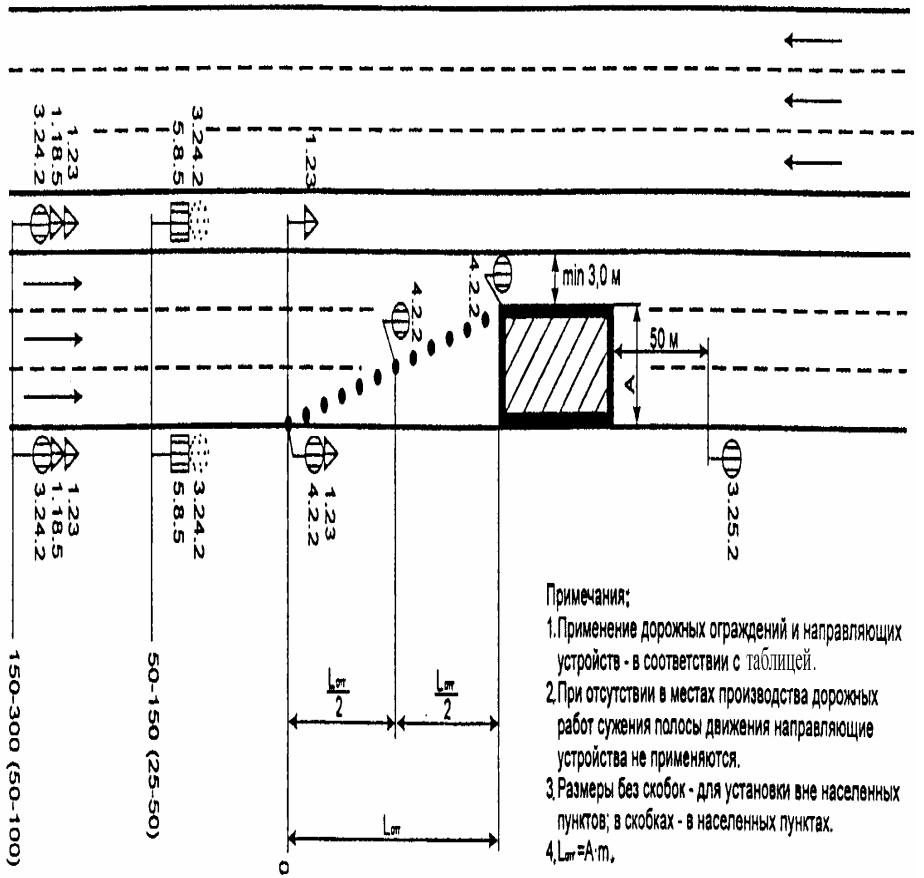 3.24.2
1.18.5
1.23
5.8.5
3.24.2
1.23
4.2.2
4.2.2
min 3,0 м
50 м
A
3.24.2
1.18.5
1.23
5.8.5
3.24.2
4.2.2
1.23
3.25.2
150-300 (50-100)
50-150 (25-50)
0
Lотг
2
Lотг
2
Lотг
Примечания:
1. Применение дорожных ограждений и направляющих
устройств - в соответствии с таблицей.
2. При отсутствии в местах производства дорожных
работ сужения полосы движения направляющие
устройства не применяются.
3. Размеры без скобок - для установки вне населенных
пунктов; в скобках - в населенных пунктах.
4. Lотг=A·m.